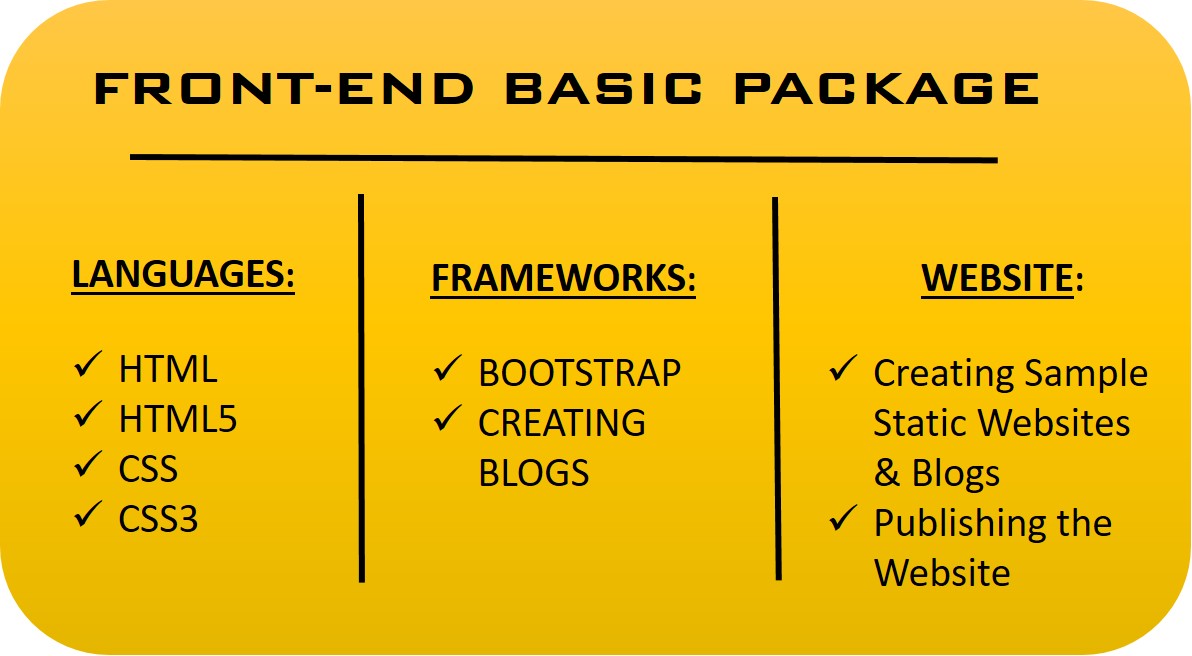 FRONT-END BASIC PACKAGE
LANGUAGES:
✓ HTML
✓ HTML5
✓ CSS
✓ CSS3
FRAMEWORKS:
✓ BOOTSTRAP
✓ CREATING
BLOGS
WEBSITE:
✓ Creating Sample
Static Websites
& Blogs
✓ Publishing the
Website